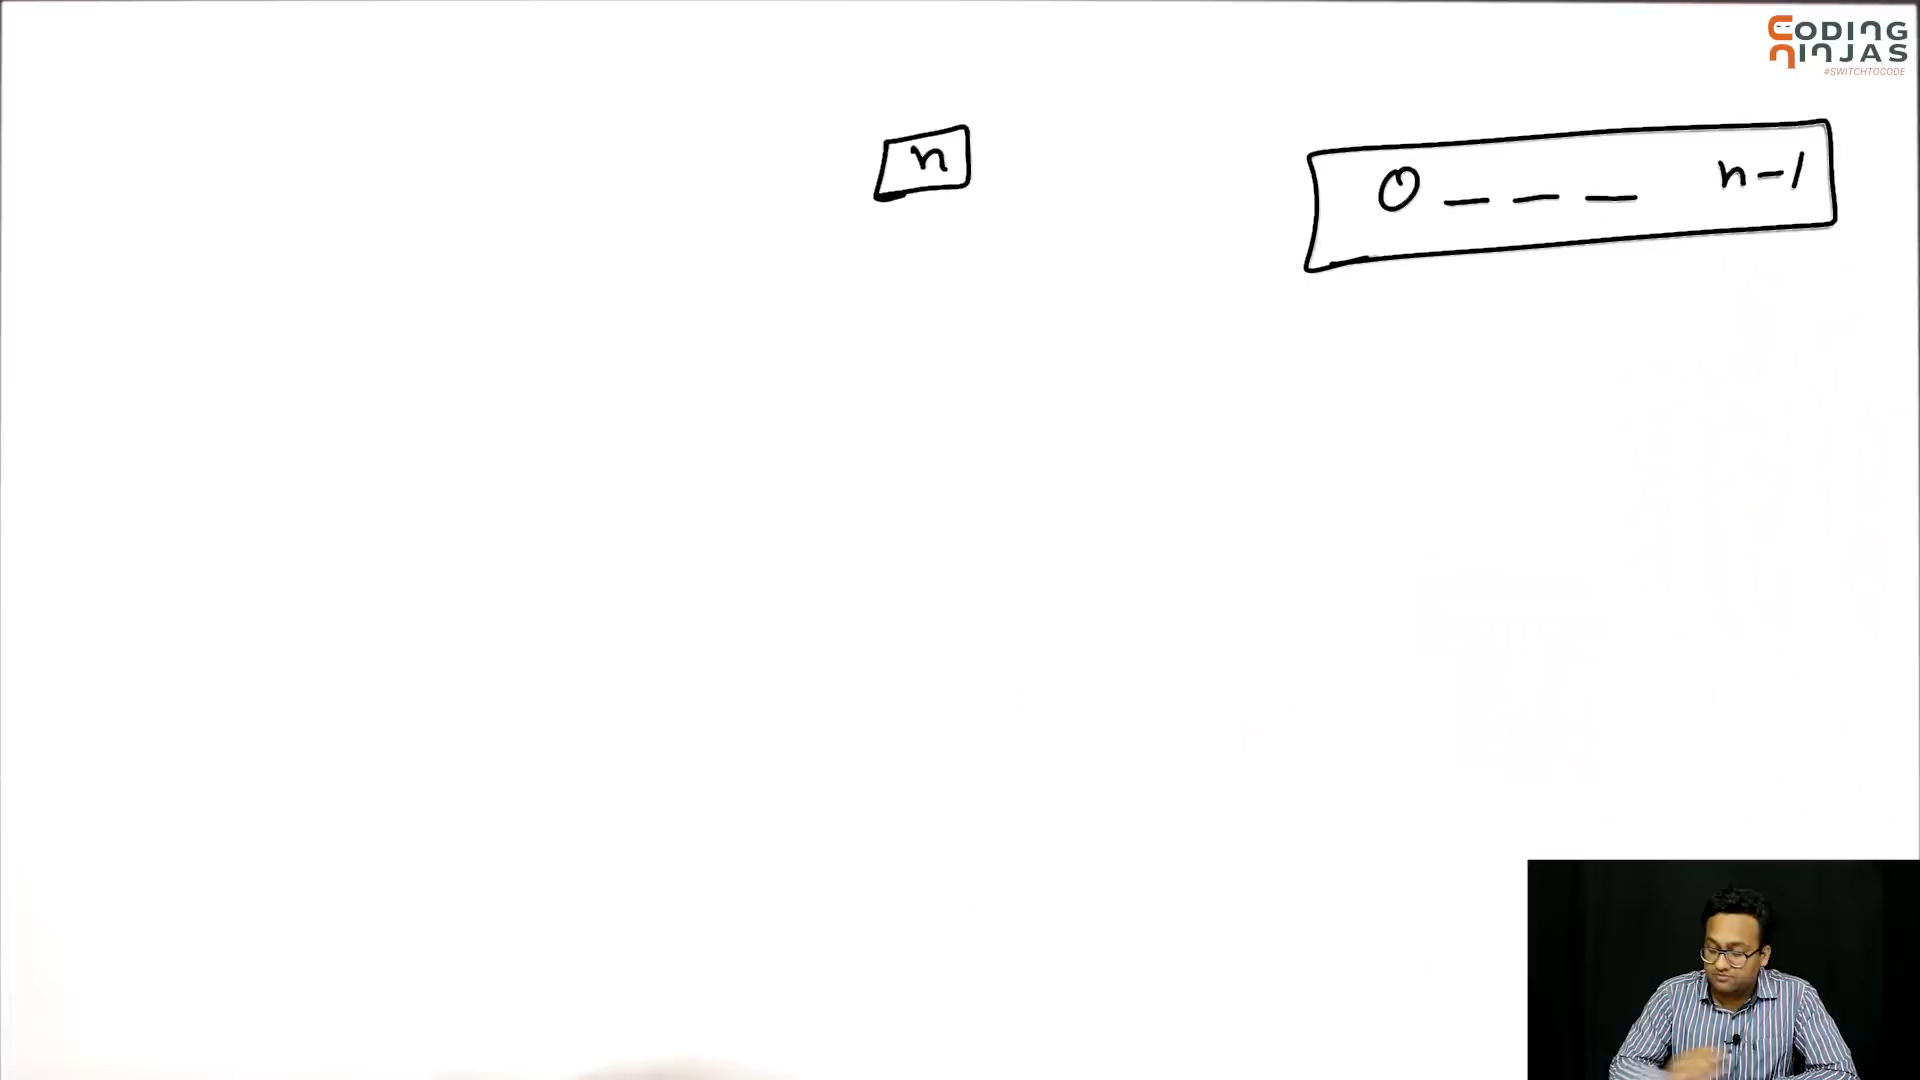 CODING
NINJAS
#SWITCHTOCODE
n
0 _ _ _ n-1